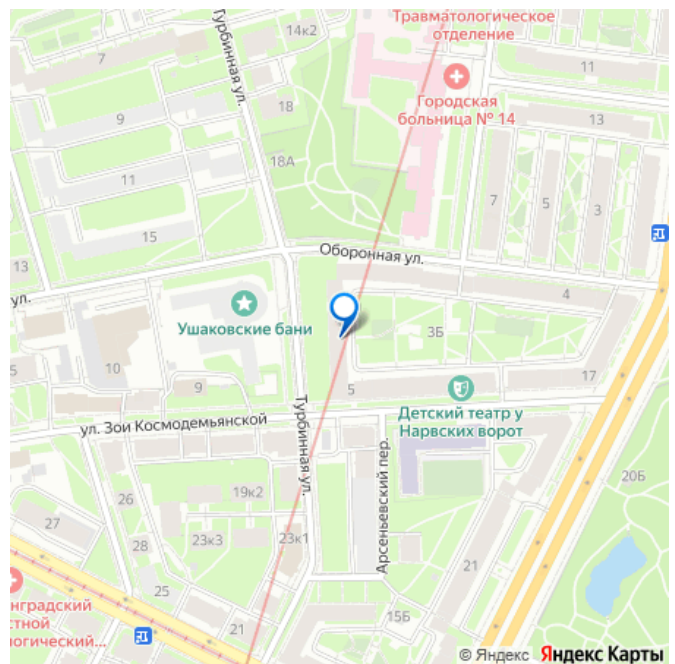 Травматологическое
отделение
14к2
Турбинная ул.
7
11
Городская
больница № 14
18
9
13
18А
11
7
5
3
15
Оборонная ул.
13
ул.
4
Ушаковские бани
3Б
10
5
9
5
17
Детский театр у
Нарвских ворот
ул. Зои Космодемьянской
Турбинная ул.
Арсеньевский пер.
20Б
19к2
26
27
28
23к3
23к1
25
21
нградский
стной
логический...
15Б
21
© Яндекс Яндекс Карты